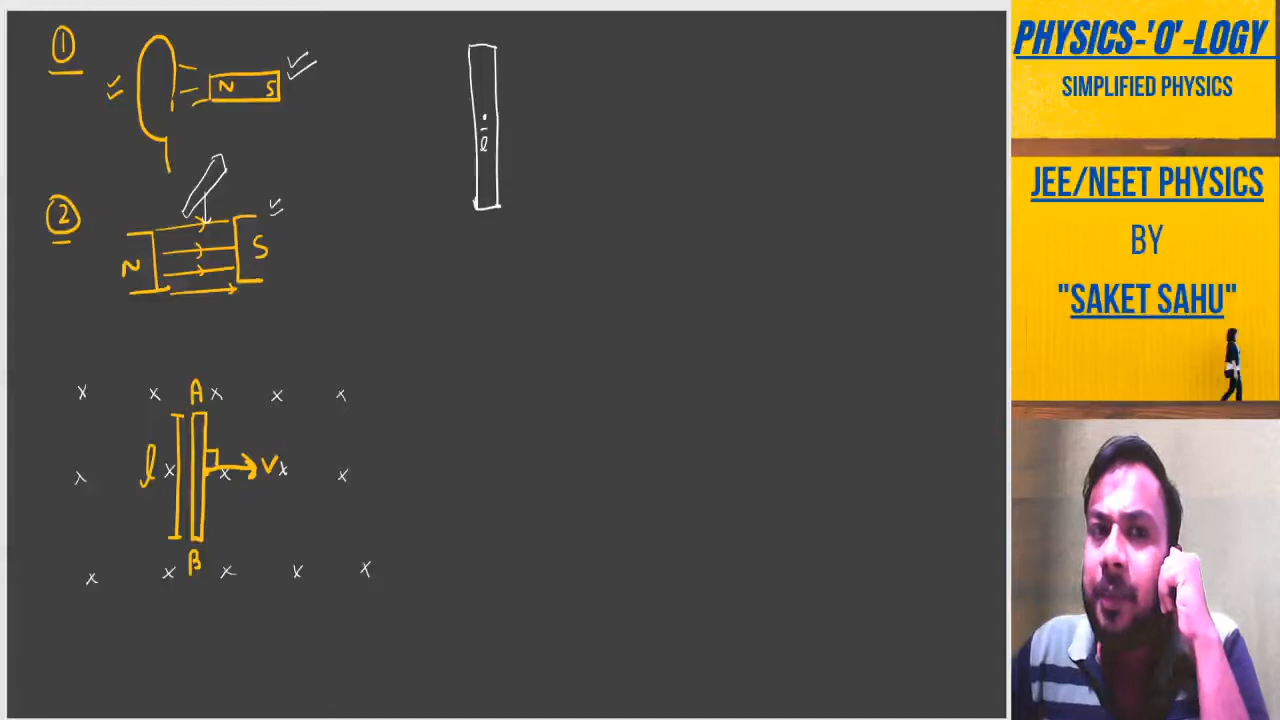 1
N S
2
N S
A
l
v
B
e
PHYSICS-'O'-LOGY
SIMPLIFIED PHYSICS
JEE/NEET PHYSICS
BY
"SAKET SAHU"